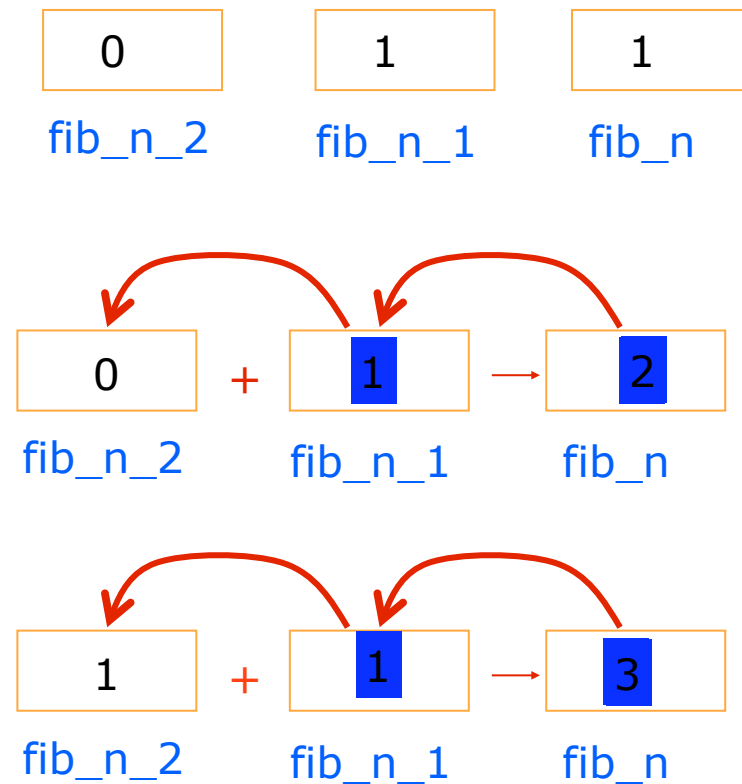 0 1 1
fib_n_2 fib_n_1 fib_n
0 + 1 → 2
fib_n_2 fib_n_1 fib_n
1 + 1 → 3
fib_n_2 fib_n_1 fib_n